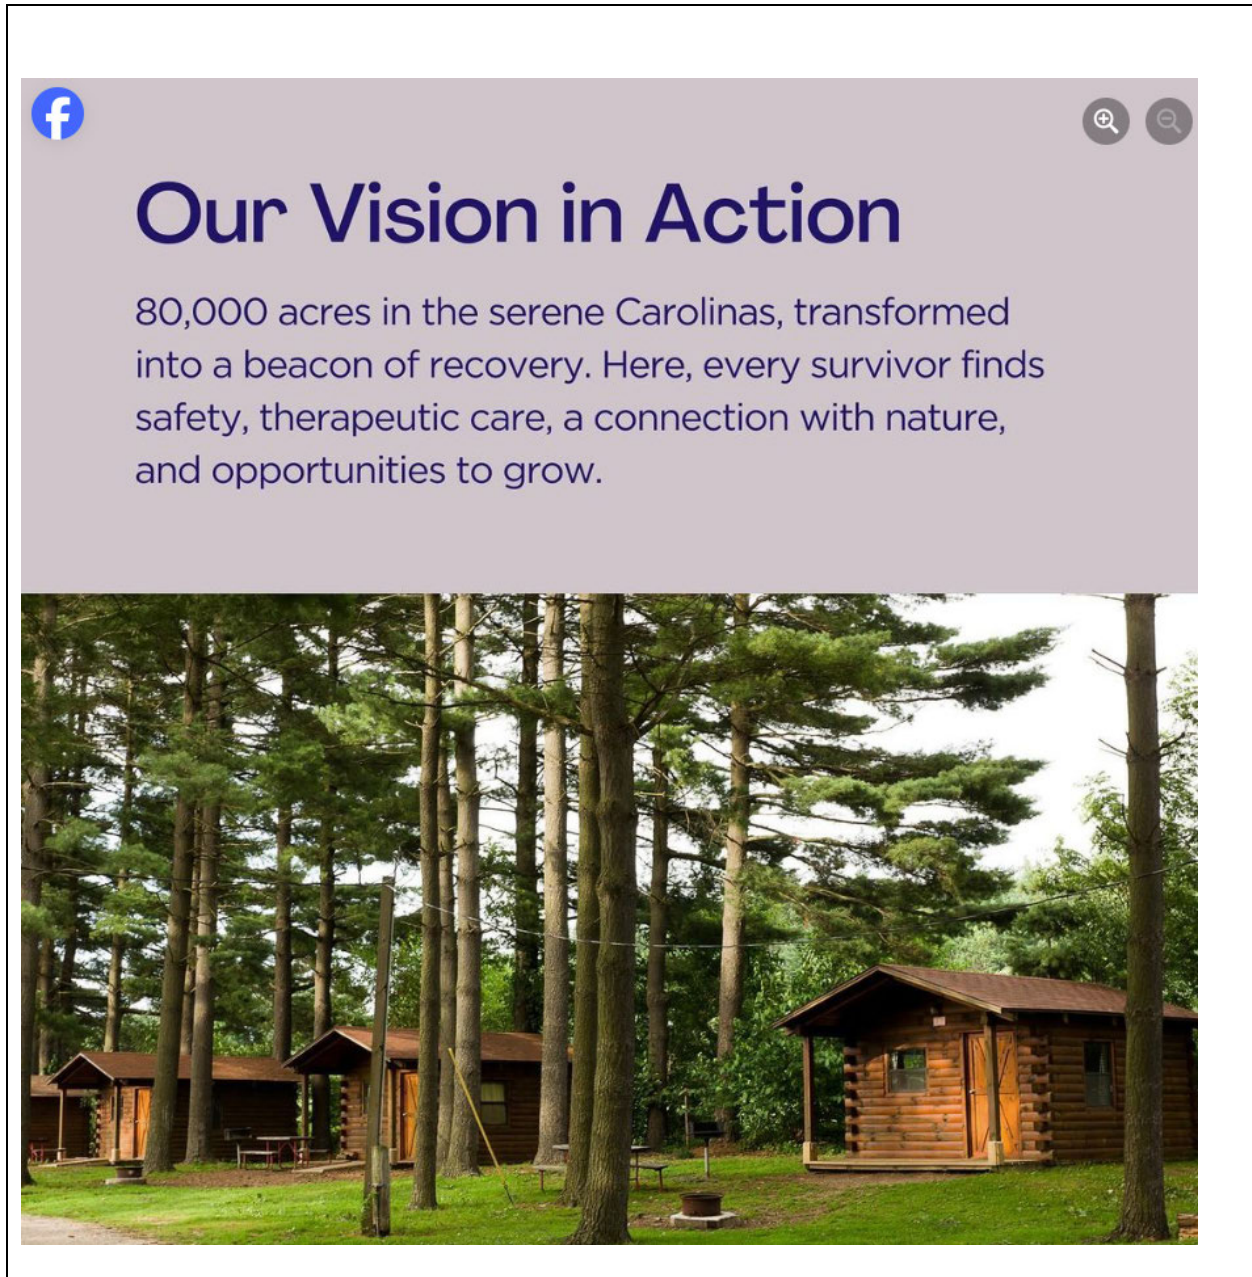 Our Vision in Action
80,000 acres in the serene Carolinas, transformed
into a beacon of recovery. Here, every survivor finds
safety, therapeutic care, a connection with nature,
and opportunities to grow.